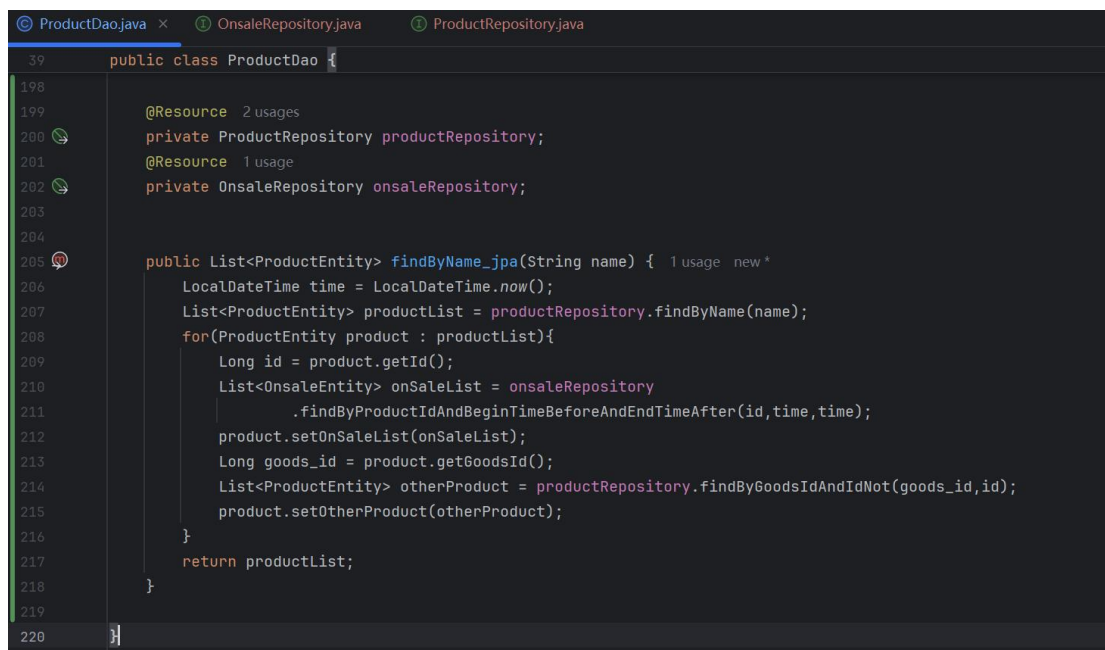 ProductDao.java × OnsaleRepository.java ProductRepository.java
39 public class ProductDao {
198
199 @Resource 2 usages
200 private ProductRepository productRepository;
201 @Resource 1 usage
202 private OnsaleRepository onsaleRepository;
203
204
205 public List<ProductEntity> findByName_jpa(String name) { 1 usage new *
206 LocalDateTime time = LocalDateTime.now();
207 List<ProductEntity> productList = productRepository.findByName(name);
208 for(ProductEntity product : productList){
209 Long id = product.getId();
210 List<OnsaleEntity> onSaleList = onsaleRepository
211 .findByProductIdAndBeginTimeBeforeAndEndTimeAfter(id,time,time);
212 product.setOnSaleList(onSaleList);
213 Long goods_id = product.getGoodsId();
214 List<ProductEntity> otherProduct = productRepository.findByGoodsIdAndIdNot(goods_id,id);
215 product.setOtherProduct(otherProduct);
216 }
217 return productList;
218 }
219
220 }